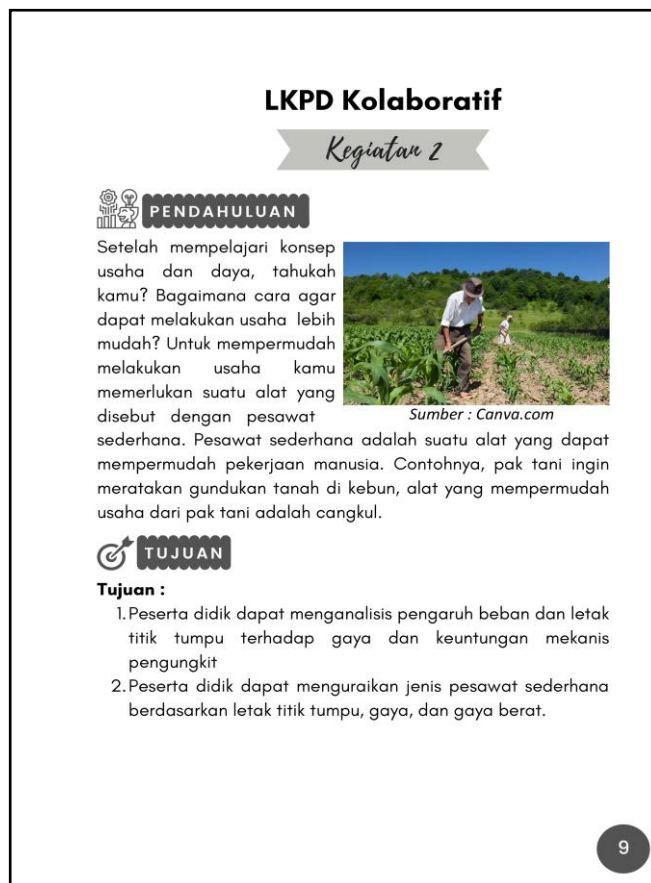 LKPD Kolaboratif
Kegiatan 2
PENDAHULUAN
Setelah mempelajari konsep
usaha dan daya, tahukah
kamu? Bagaimana cara agar
dapat melakukan usaha lebih
mudah? Untuk mempermudah
melakukan usaha kamu
memerlukan suatu alat yang
disebut dengan pesawat
Sumber : Canva.com
sederhana. Pesawat sederhana adalah suatu alat yang dapat
mempermudah pekerjaan manusia. Contohnya, pak tani ingin
meratakan gundukan tanah di kebun, alat yang mempermudah
usaha dari pak tani adalah cangkul.
TUJUAN
Tujuan :
1. Peserta didik dapat menganalisis pengaruh beban dan letak
titik tumpu terhadap gaya dan keuntungan mekanis
pengungkit
2. Peserta didik dapat menguraikan jenis pesawat sederhana
berdasarkan letak titik tumpu, gaya, dan gaya berat.
9